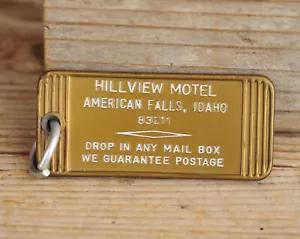 HILLVIEW MOTEL
AMERICAN FALLS, IDAHO
83211
DROP IN ANY MAIL BOX
WE GUARANTEE POSTAGE